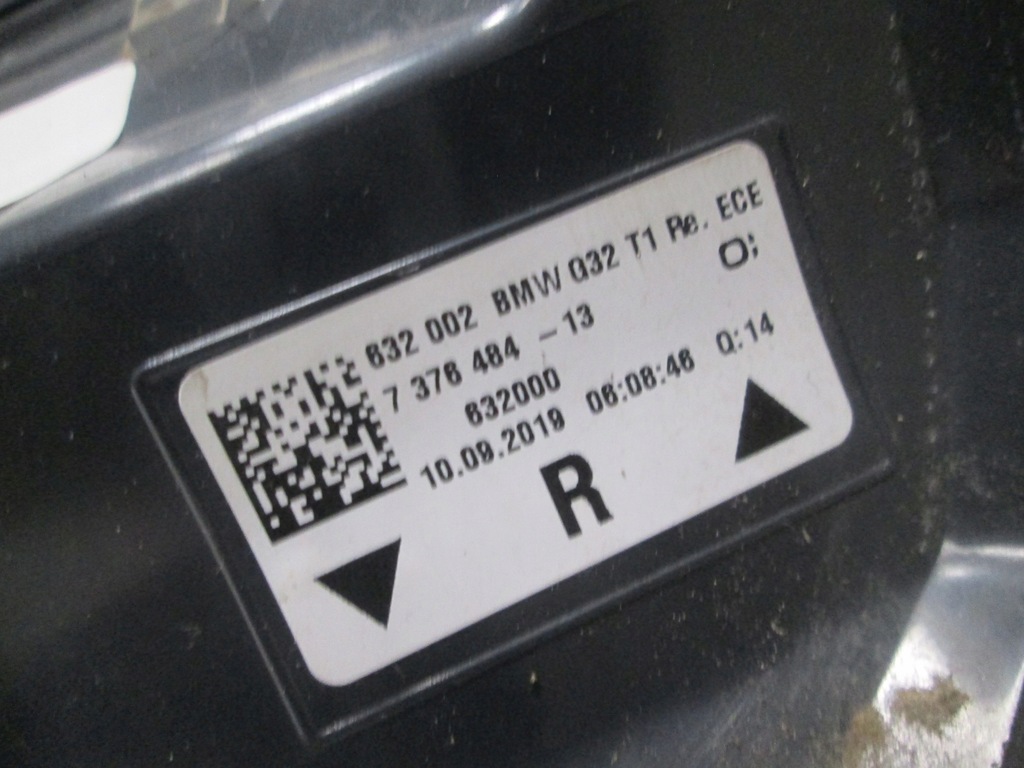 632 002 BMW G32 T1 Re. ECE
7 376 484 - 13
632000
10.09.2019 06:08:46 Q:14
R